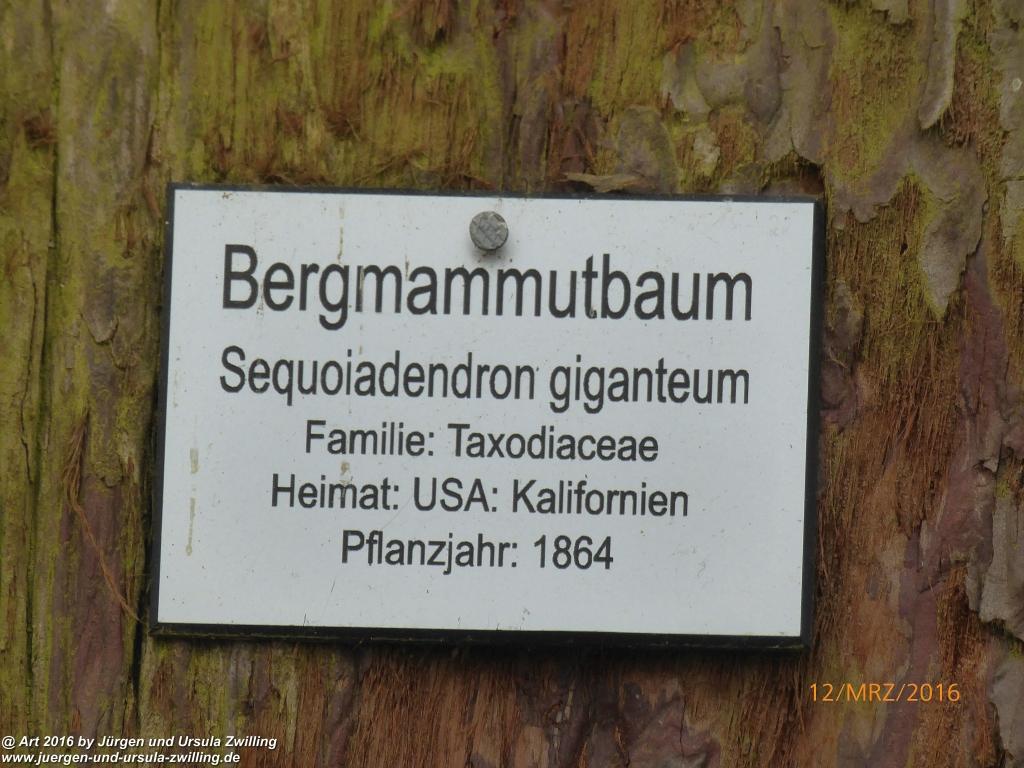 Bergmammutbaum
Sequoiadendron giganteum
Familie: Taxodiaceae
Heimat: USA: Kalifornien
Pflanzjahr: 1864
12/MRZ/2016
@ Art 2016 by Jürgen und Ursula Zwilling
www.juergen-und-ursula-zwilling.de